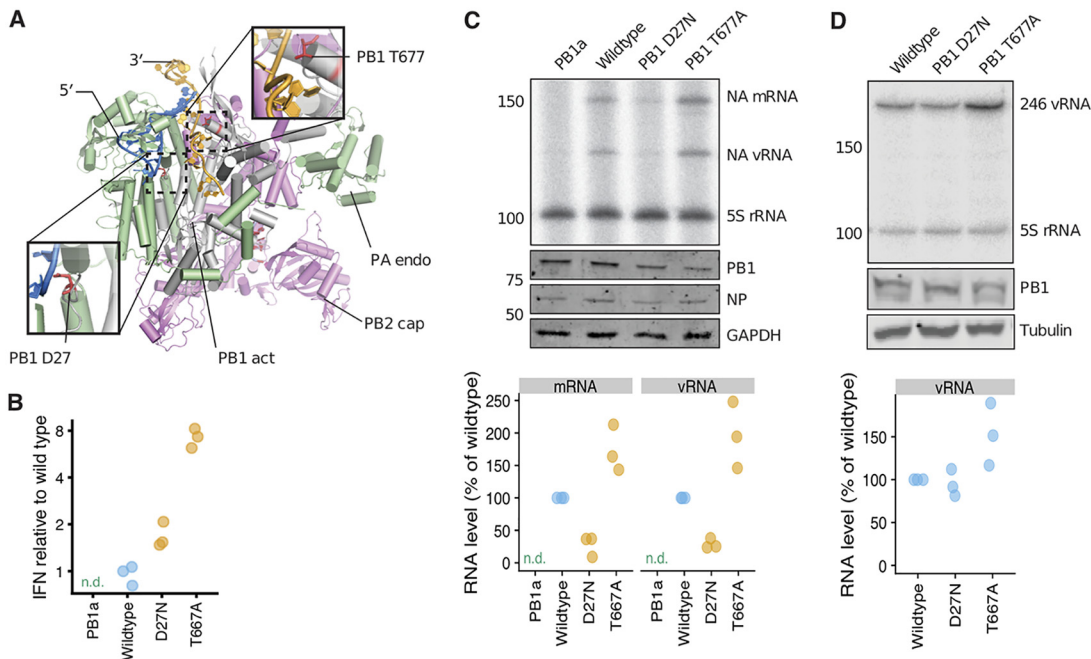 A
3′
5′
PB1 T677
PB1 D27
PB1 act
PB2 cap
PA endo
B
IFN relative to wild type
8
4
2
1
n.d.
PB1a
Wildtype
D27N
T667A
C
PB1a
Wildtype
PB1 D27N
PB1 T677A
150
100
75
50
NA mRNA
NA vRNA
5S rRNA
PB1
NP
GAPDH
mRNA
vRNA
RNA level (% of wildtype)
250
200
150
100
50
0
n.d.
n.d.
PB1a
Wildtype
D27N
T667A
PB1a
Wildtype
D27N
T667A
D
Wildtype
PB1 D27N
PB1 T677A
150
100
246 vRNA
5S rRNA
PB1
Tubulin
vRNA
RNA level (% of wildtype)
150
100
50
0
Wildtype
D27N
T667A